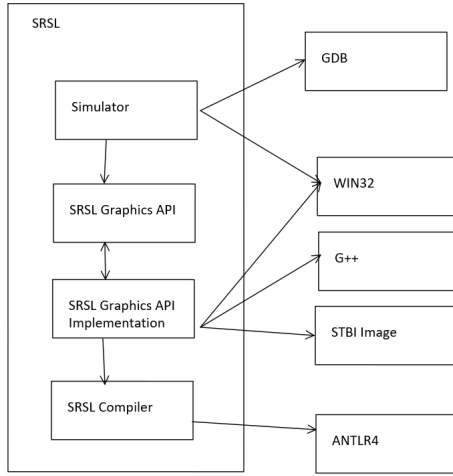 SRSL
Simulator
SRSL Graphics API
SRSL Graphics API
Implementation
SRSL Compiler
GDB
WIN32
G++
STBI Image
ANTLR4